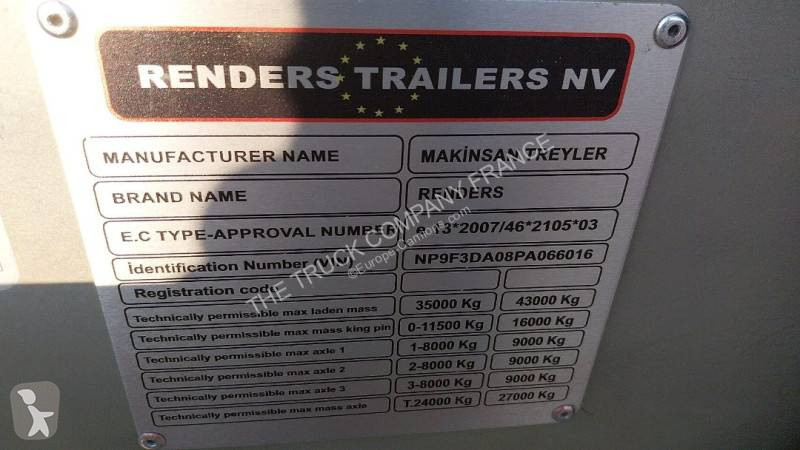 RENDERS TRAILERS NV
MANUFACTURER NAME MAKİNSAN TREYLER
BRAND NAME RENDERS
E.C TYPE-APPROVAL NUMBER 13*2007/46*2105*03
İdentification Number (VIN) NP9F3DA08PA066016
Registration code
Technically permissible max laden mass 35000 Kg 43000 Kg
Technically permissible max mass king pin 0-11500 Kg 16000 Kg
Technically permissible max axle 1 1-8000 Kg 9000 Kg
Technically permissible max axle 2 2-8000 Kg 9000 Kg
Technically permissible max axle 3 3-8000 Kg 9000 Kg
Technically permissible max mass axle T.24000 Kg 27000 Kg
THE TRUCK COMPANY FRANCE
@Europe-Camions.com